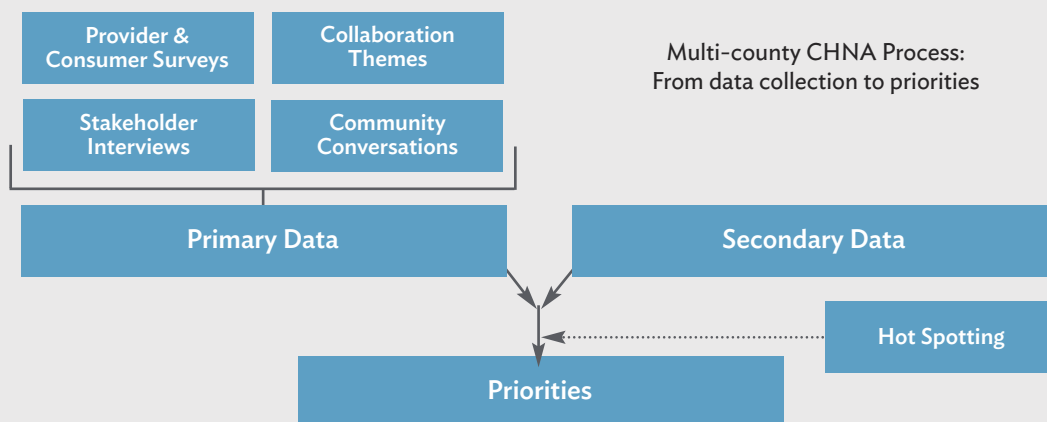 Provider &
Consumer Surveys
Collaboration
Themes
Multi-county CHNA Process:
From data collection to priorities
Stakeholder
Interviews
Community
Conversations
Primary Data
Secondary Data
Hot Spotting
Priorities